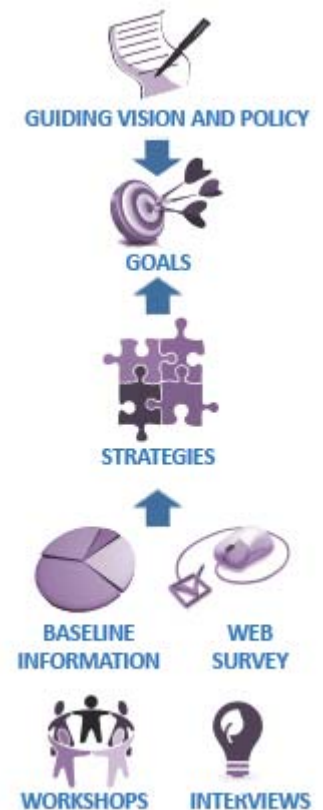 GUIDING VISION AND POLICY
GOALS
STRATEGIES
BASELINE
INFORMATION
WEB
SURVEY
WORKSHOPS
INTERVIEWS